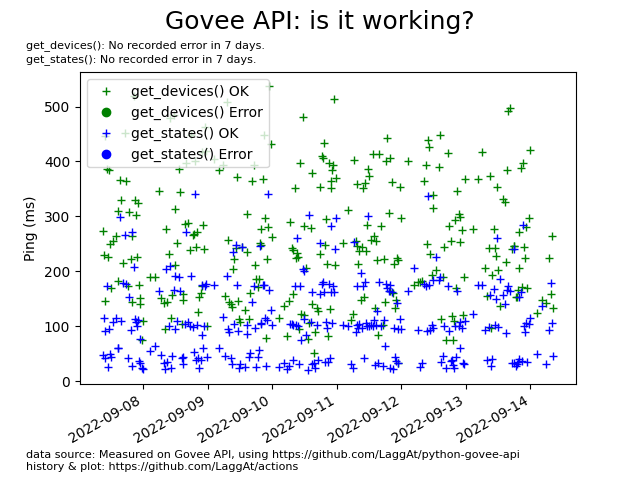 Govee API: is it working?
get_devices(): No recorded error in 7 days.
get_states(): No recorded error in 7 days.
get_devices() OK
get_devices() Error
get_states() OK
get_states() Error
Ping (ms)
500
400
300
200
100
0
2022-09-08
2022-09-09
2022-09-10
2022-09-11
2022-09-12
2022-09-13
2022-09-14
data source: Measured on Govee API, using https://github.com/LaggAt/python-govee-api
history & plot: https://github.com/LaggAt/actions